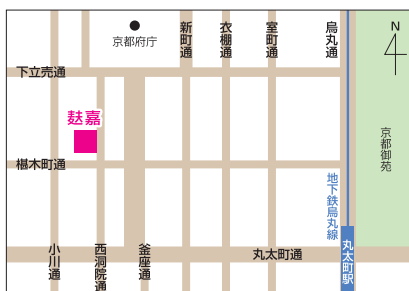 京都府庁
新町通
衣棚通
室町通
烏丸通
N
下立売通
麩嘉
京都御苑
椹木町通
地下鉄烏丸線
小川通
西洞院通
釜座通
丸太町通
丸太町駅